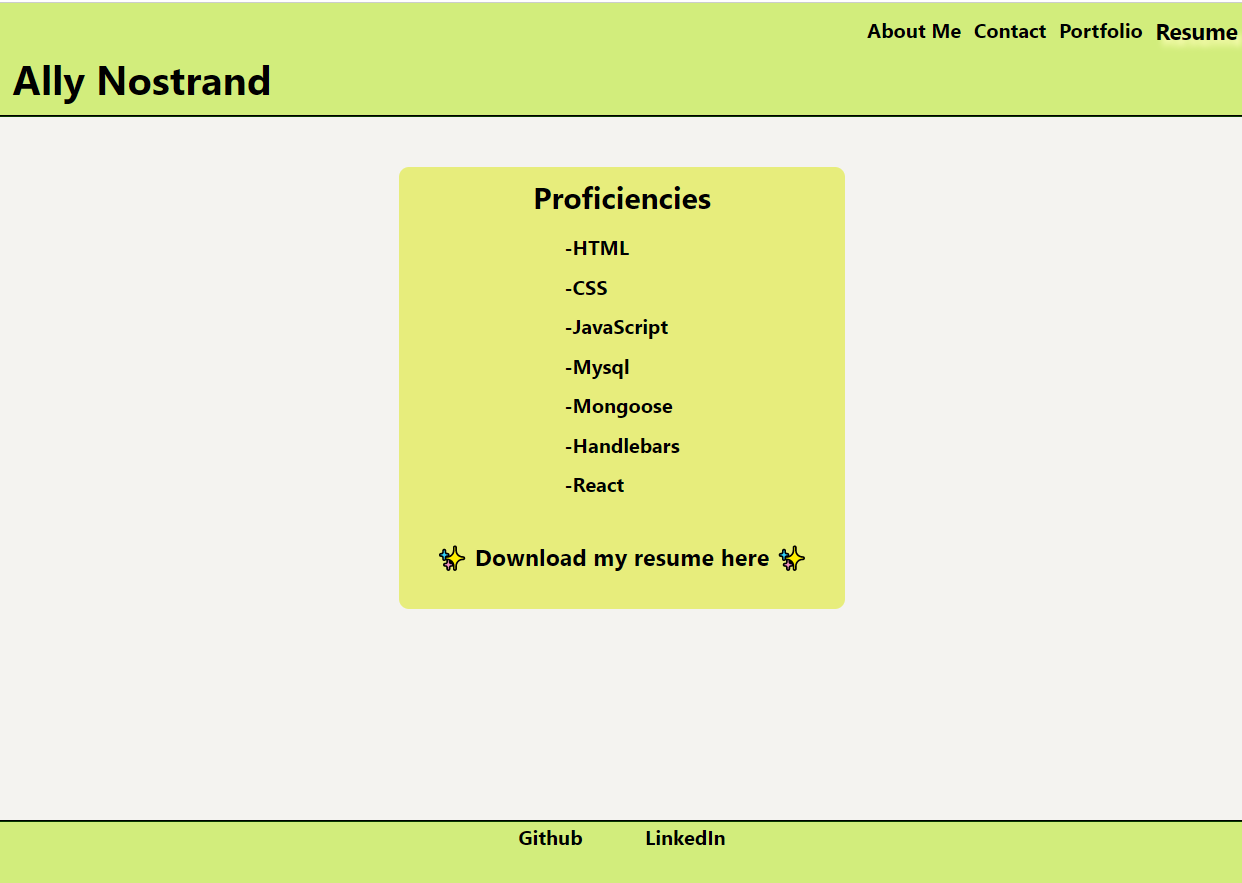 About Me Contact Portfolio Resume
Ally Nostrand
Proficiencies
-HTML
-CSS
-JavaScript
-Mysql
-Mongoose
-Handlebars
-React
✨ Download my resume here ✨
Github LinkedIn